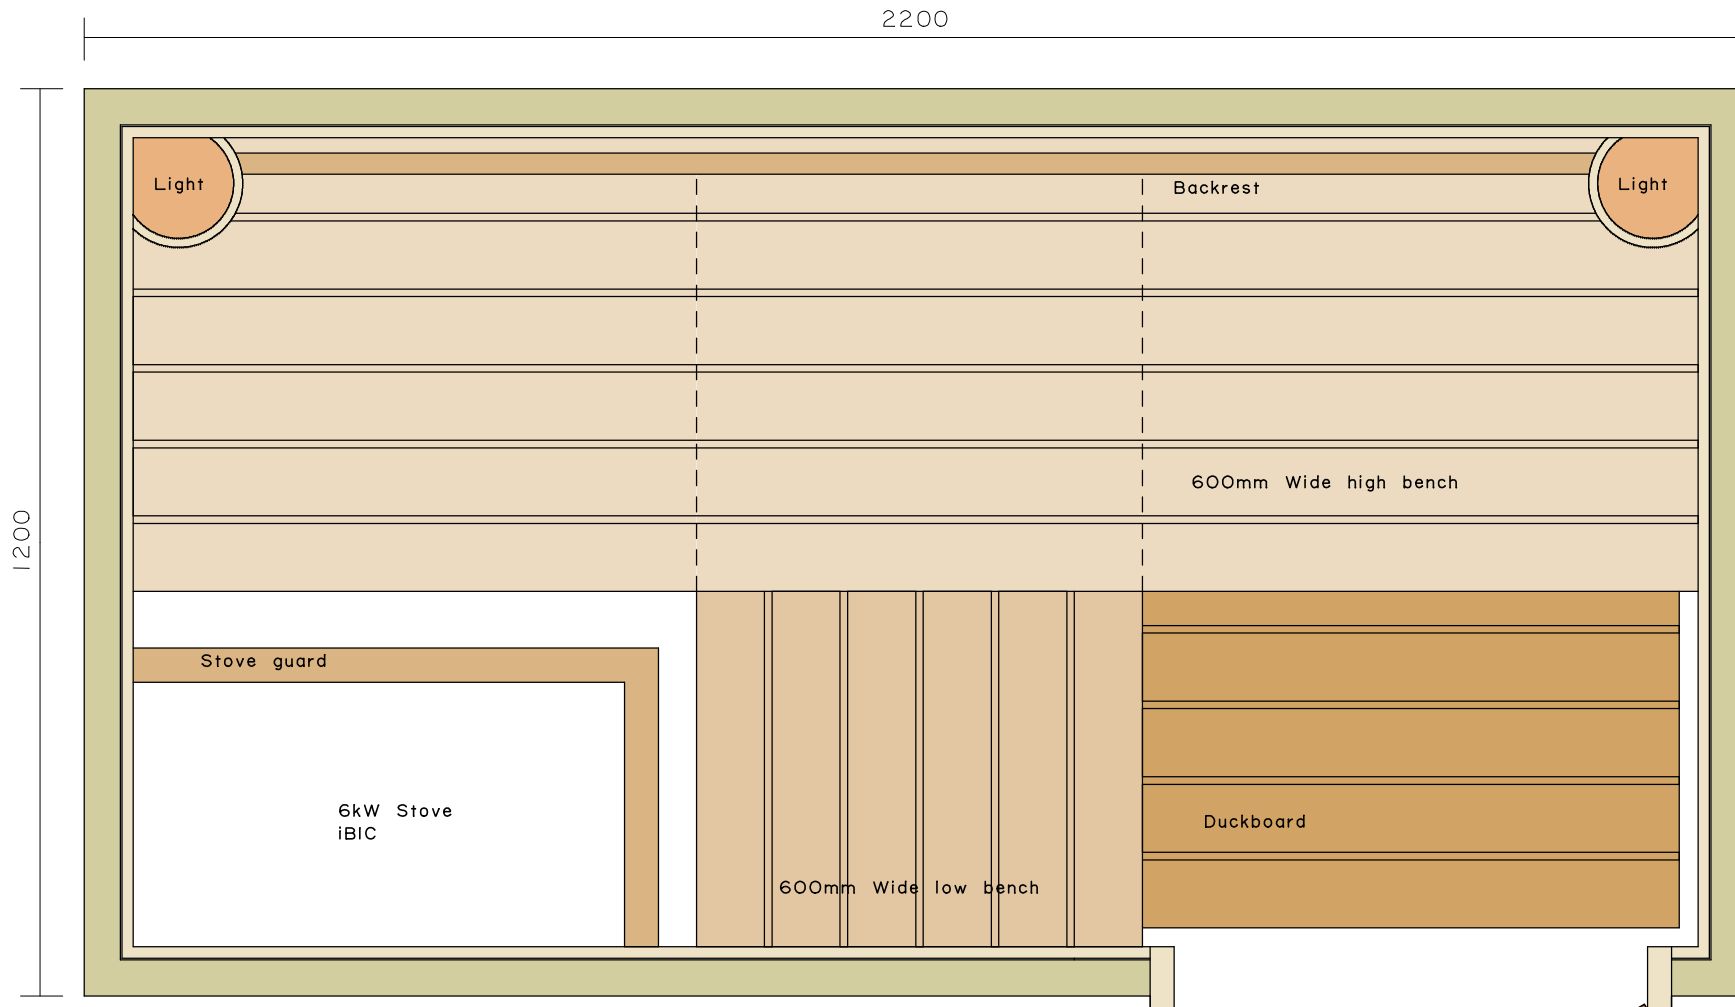 2200
Light
Backrest
Light
600mm Wide high bench
1200
Stove guard
6kW Stove
iBIC
Duckboard
600mm Wide low bench